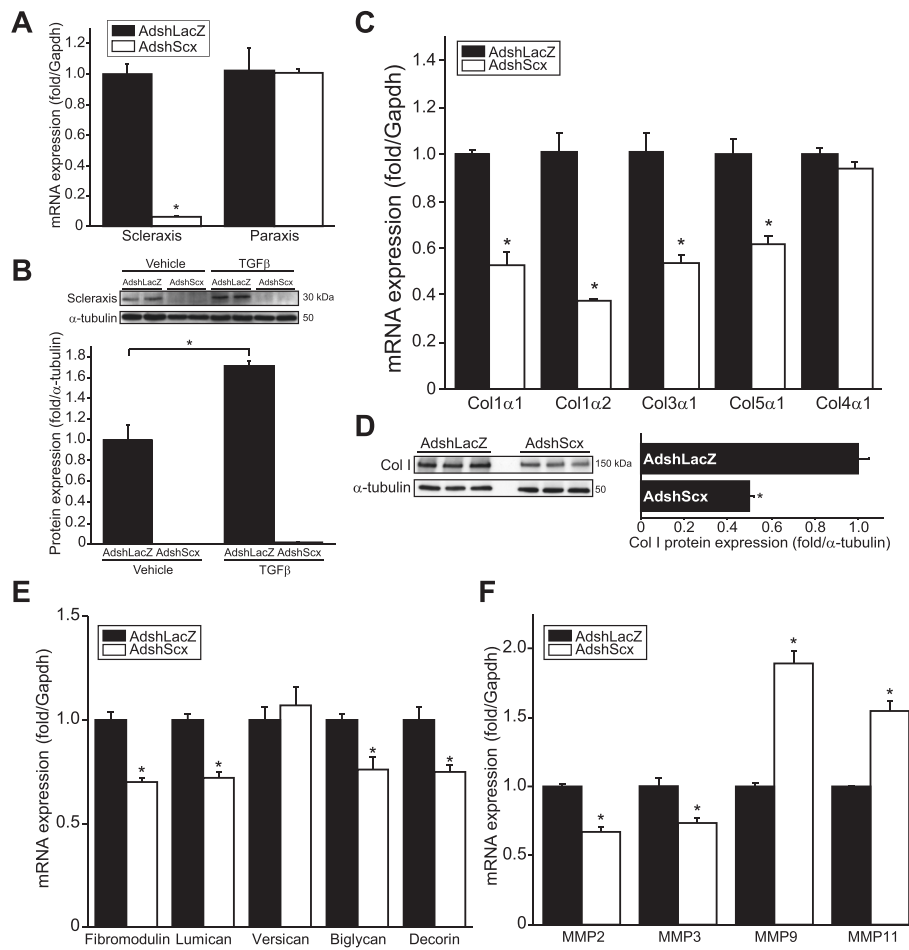 A
AdshLacZ
AdshScx
mRNA expression (fold/Gapdh)
1.2
1.0
0.8
0.6
0.4
0.2
0
*
Scleraxis
Paraxis
B
Vehicle
TGFβ
AdshLacZ AdshScx AdshLacZ AdshScx
Scleraxis
30 kDa
α-tubulin
50
Protein expression (fold/α-tubulin)
1.8
1.6
1.4
1.2
1.0
0.8
0.6
0.4
0.2
0
*
AdshLacZ AdshScx
AdshLacZ AdshScx
Vehicle
TGFβ
C
AdshLacZ
AdshScx
mRNA expression (fold/Gapdh)
1.4
1.2
1.0
0.8
0.6
0.4
0.2
0
*
*
*
*
Col1α1
Col1α2
Col3α1
Col5α1
Col4α1
D
AdshLacZ
AdshScx
Col I
150 kDa
α-tubulin
50
AdshLacZ
AdshScx
*
0 0.2 0.4 0.6 0.8 1.0
Col I protein expression (fold/α-tubulin)
E
AdshLacZ
AdshScx
mRNA expression (fold/Gapdh)
1.5
1.0
0.5
0
*
*
*
*
Fibromodulin
Lumican
Versican
Biglycan
Decorin
F
AdshLacZ
AdshScx
mRNA expression (fold/Gapdh)
2.0
1.5
1.0
0.5
0
*
*
*
*
MMP2
MMP3
MMP9
MMP11